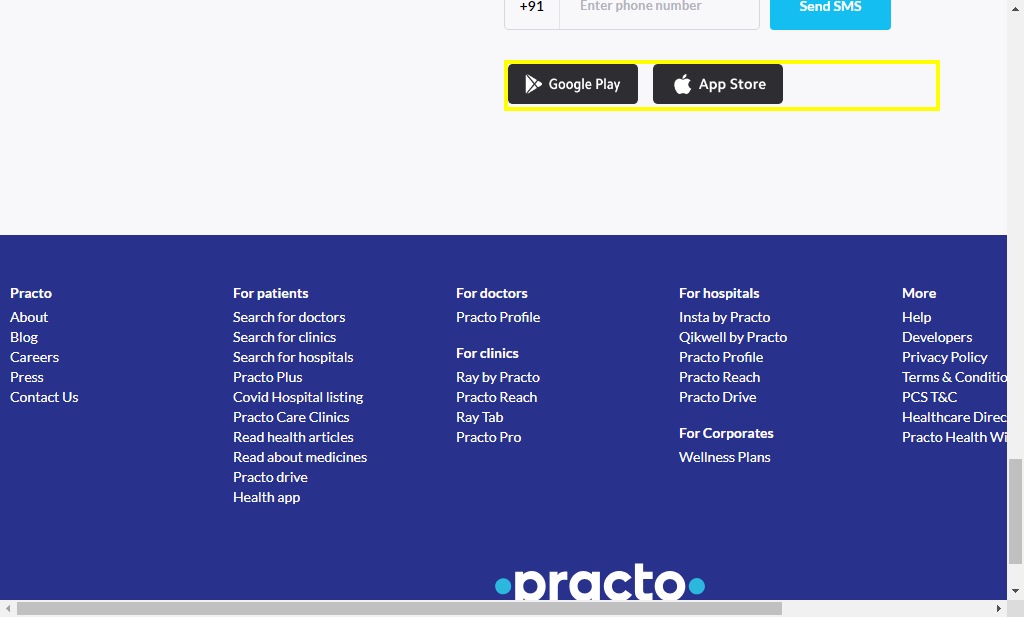 +91 Enter phone number Send SMS
Google Play App Store
Practo
About
Blog
Careers
Press
Contact Us
For patients
Search for doctors
Search for clinics
Search for hospitals
Practo Plus
Covid Hospital listing
Practo Care Clinics
Read health articles
Read about medicines
Practo drive
Health app
For doctors
Practo Profile
For clinics
Ray by Practo
Practo Reach
Ray Tab
Practo Pro
For hospitals
Insta by Practo
Qikwell by Practo
Practo Profile
Practo Reach
Practo Drive
For Corporates
Wellness Plans
More
Help
Developers
Privacy Policy
Terms & Conditio
PCS T&C
Healthcare Direc
Practo Health Wi
practo